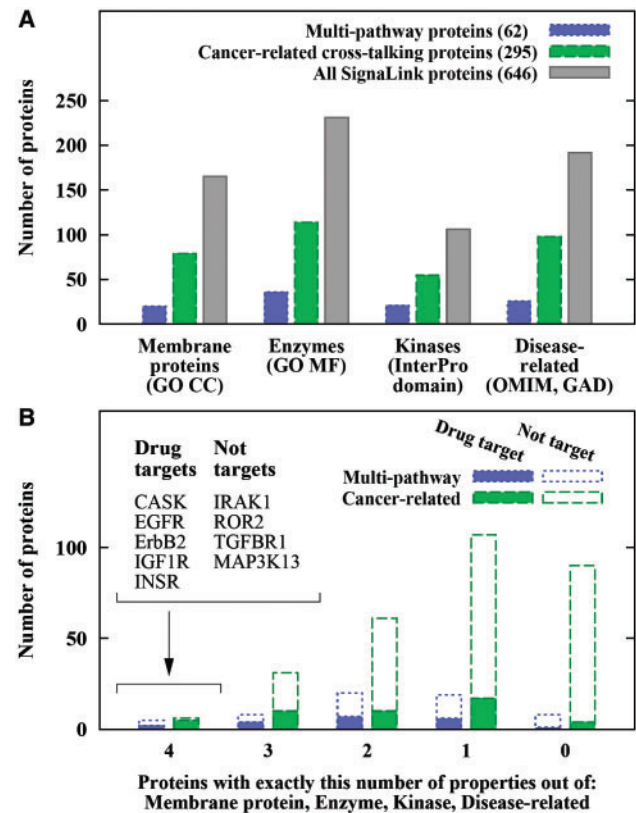 A
Multi-pathway proteins (62)
Cancer-related cross-talking proteins (295)
All SignaLink proteins (646)
Number of proteins
250
200
150
100
50
0
Membrane proteins (GO CC)
Enzymes (GO MF)
Kinases (InterPro domain)
Disease-related (OMIM, GAD)
B
Drug targets
Not targets
CASK IRAK1
EGFR ROR2
ErbB2 TGFBR1
IGF1R MAP3K13
INSR
Drug target
Not target
Multi-pathway
Cancer-related
Number of proteins
100
50
0
4 3 2 1 0
Proteins with exactly this number of properties out of:
Membrane protein, Enzyme, Kinase, Disease-related